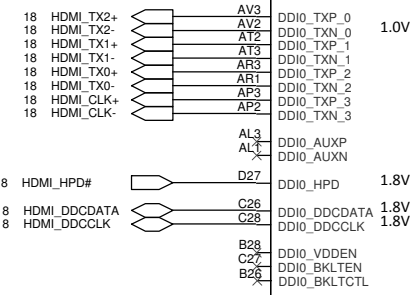 18 HDMI_TX2+ AV3 DDI0_TXP_0 1.0V
18 HDMI_TX2- AV2 DDI0_TXN_0
18 HDMI_TX1+ AT2 DDI0_TXP_1
18 HDMI_TX1- AT3 DDI0_TXN_1
18 HDMI_TX0+ AR3 DDI0_TXP_2
18 HDMI_TX0- AR1 DDI0_TXN_2
18 HDMI_CLK+ AP3 DDI0_TXP_3
18 HDMI_CLK- AP2 DDI0_TXN_3
AL3 DDI0_AUXP
AL1 DDI0_AUXN
8 HDMI_HPD# D27 DDI0_HPD 1.8V
8 HDMI_DDCDATA C26 DDI0_DDCDATA 1.8V
8 HDMI_DDCCLK C28 DDI0_DDCCLK 1.8V
B28 DDI0_VDDEN
C27 DDI0_BKLTEN
B26 DDI0_BKLTCTL